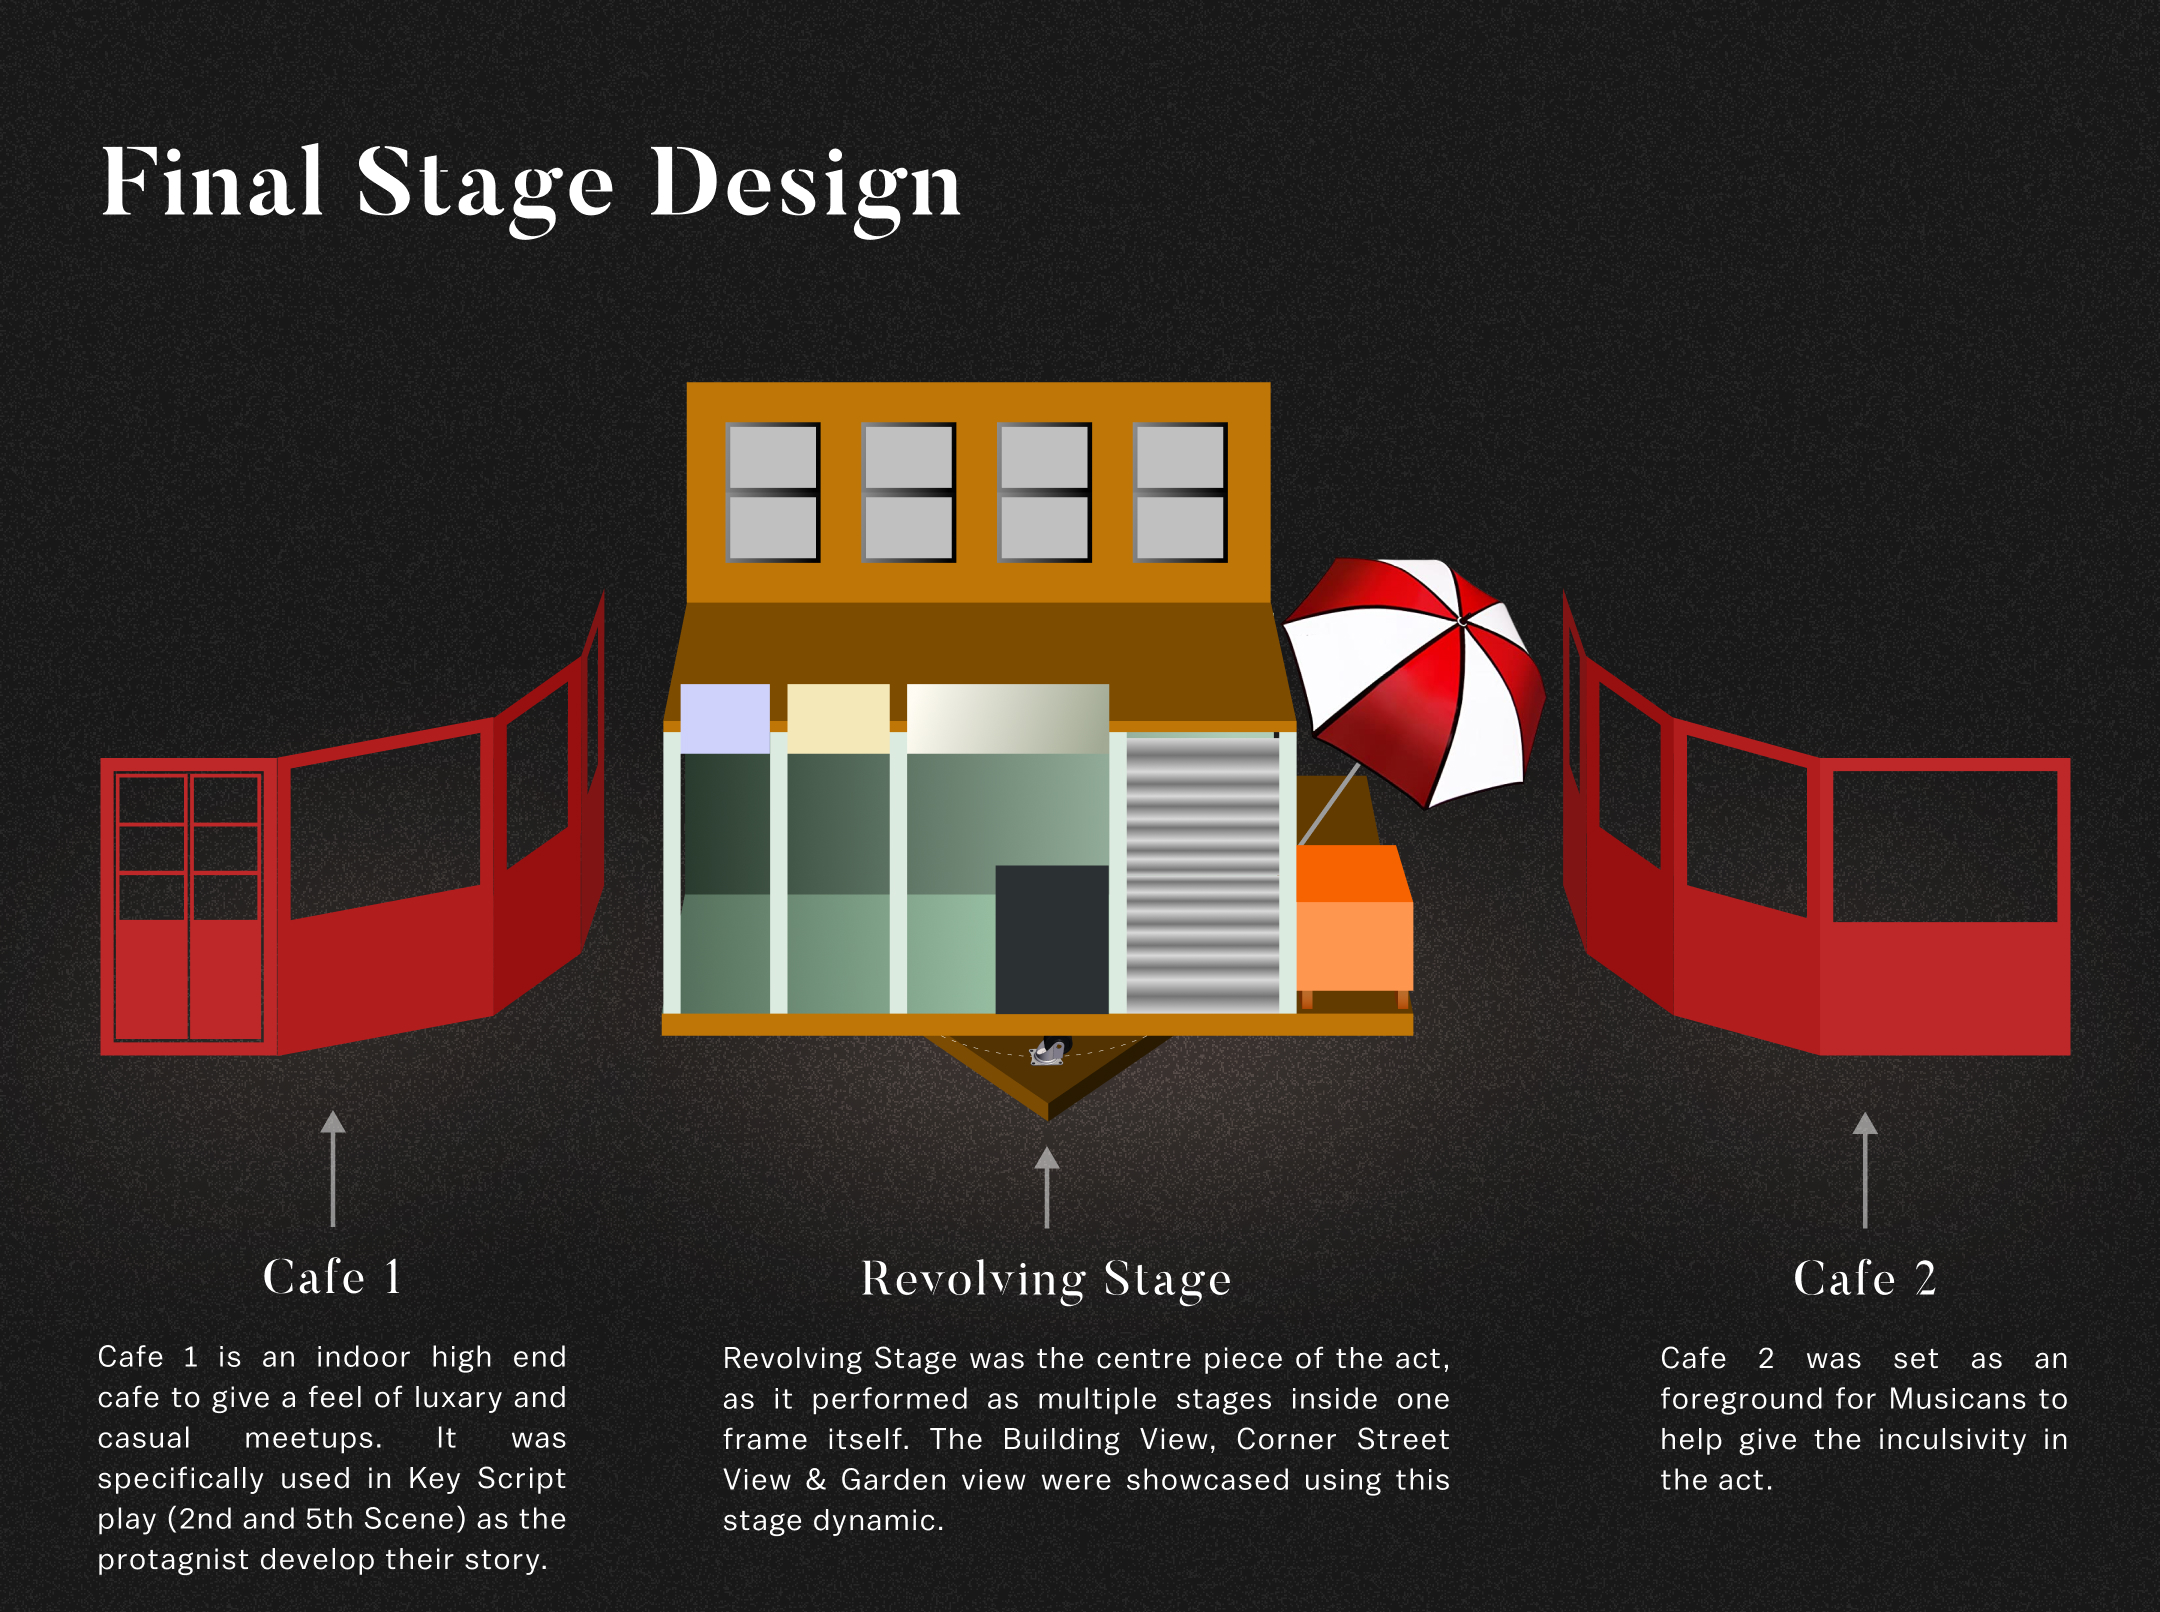 Final Stage Design
Cafe 1
Cafe 1 is an indoor high end
cafe to give a feel of luxary and
casual meetups. It was
specifically used in Key Script
play (2nd and 5th Scene) as the
protagnist develop their story.
Revolving Stage
Revolving Stage was the centre piece of the act,
as it performed as multiple stages inside one
frame itself. The Building View, Corner Street
View & Garden view were showcased using this
stage dynamic.
Cafe 2
Cafe 2 was set as an
foreground for Musicans to
help give the inculsivity in
the act.